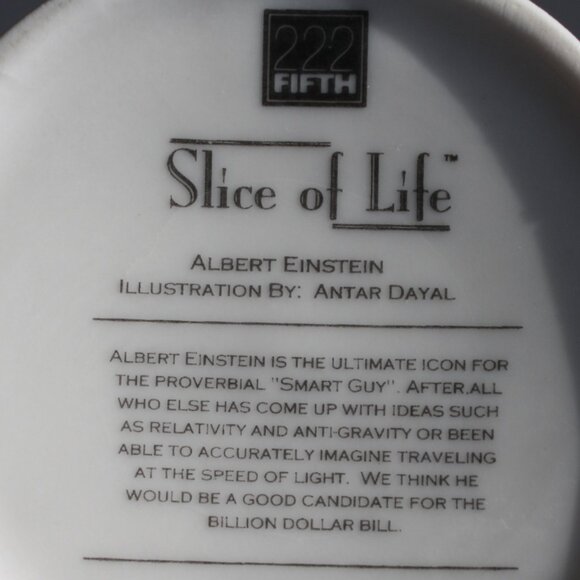 222
FIFTH
Slice of Life™
ALBERT EINSTEIN
ILLUSTRATION BY: ANTAR DAYAL
ALBERT EINSTEIN IS THE ULTIMATE ICON FOR
THE PROVERBIAL "SMART GUY". AFTER.ALL
WHO ELSE HAS COME UP WITH IDEAS SUCH
AS RELATIVITY AND ANTI-GRAVITY OR BEEN
ABLE TO ACCURATELY IMAGINE TRAVELING
AT THE SPEED OF LIGHT. WE THINK HE
WOULD BE A GOOD CANDIDATE FOR THE
BILLION DOLLAR BILL.